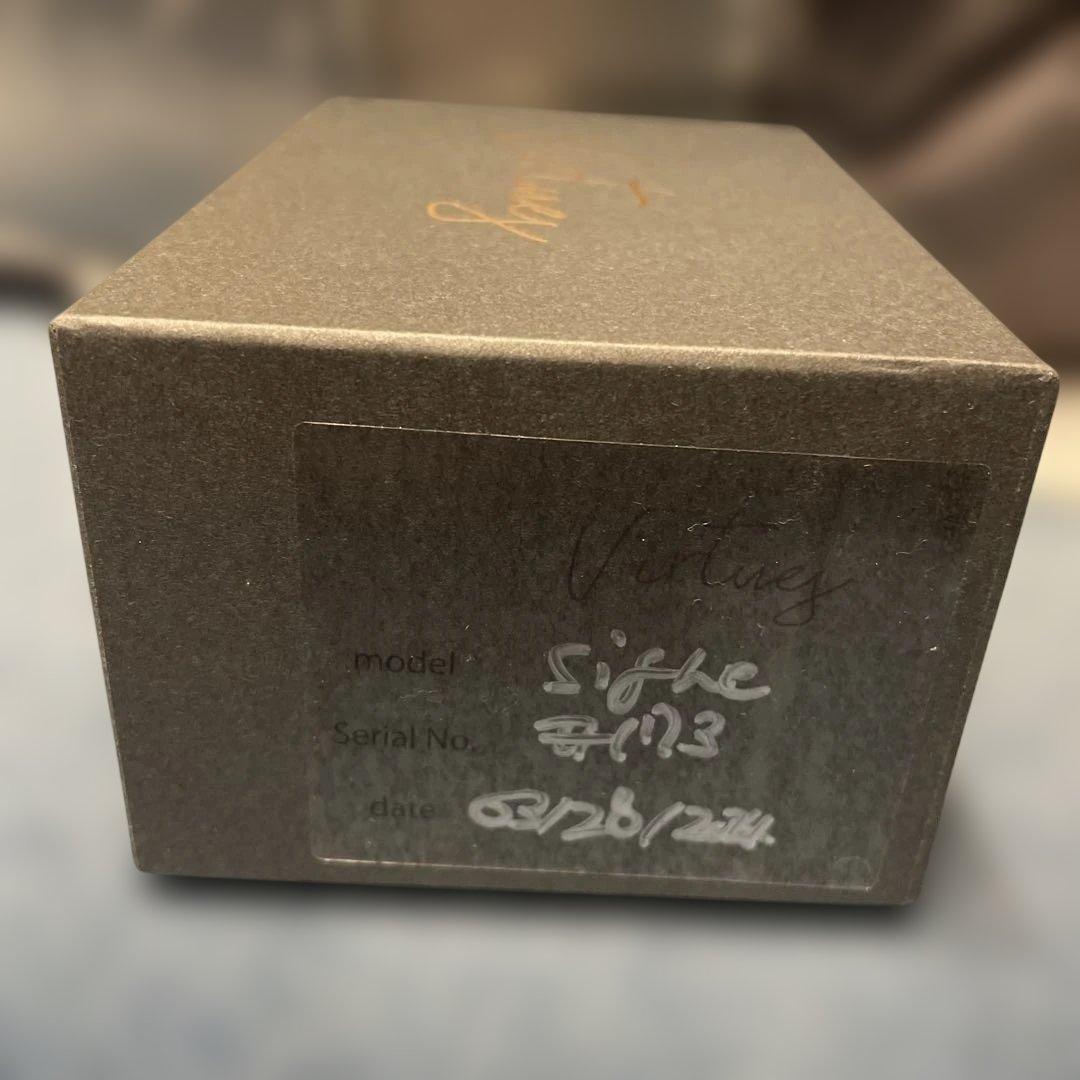 Virtues
model Sighe
Serial No. #1173
date 03/28/2024